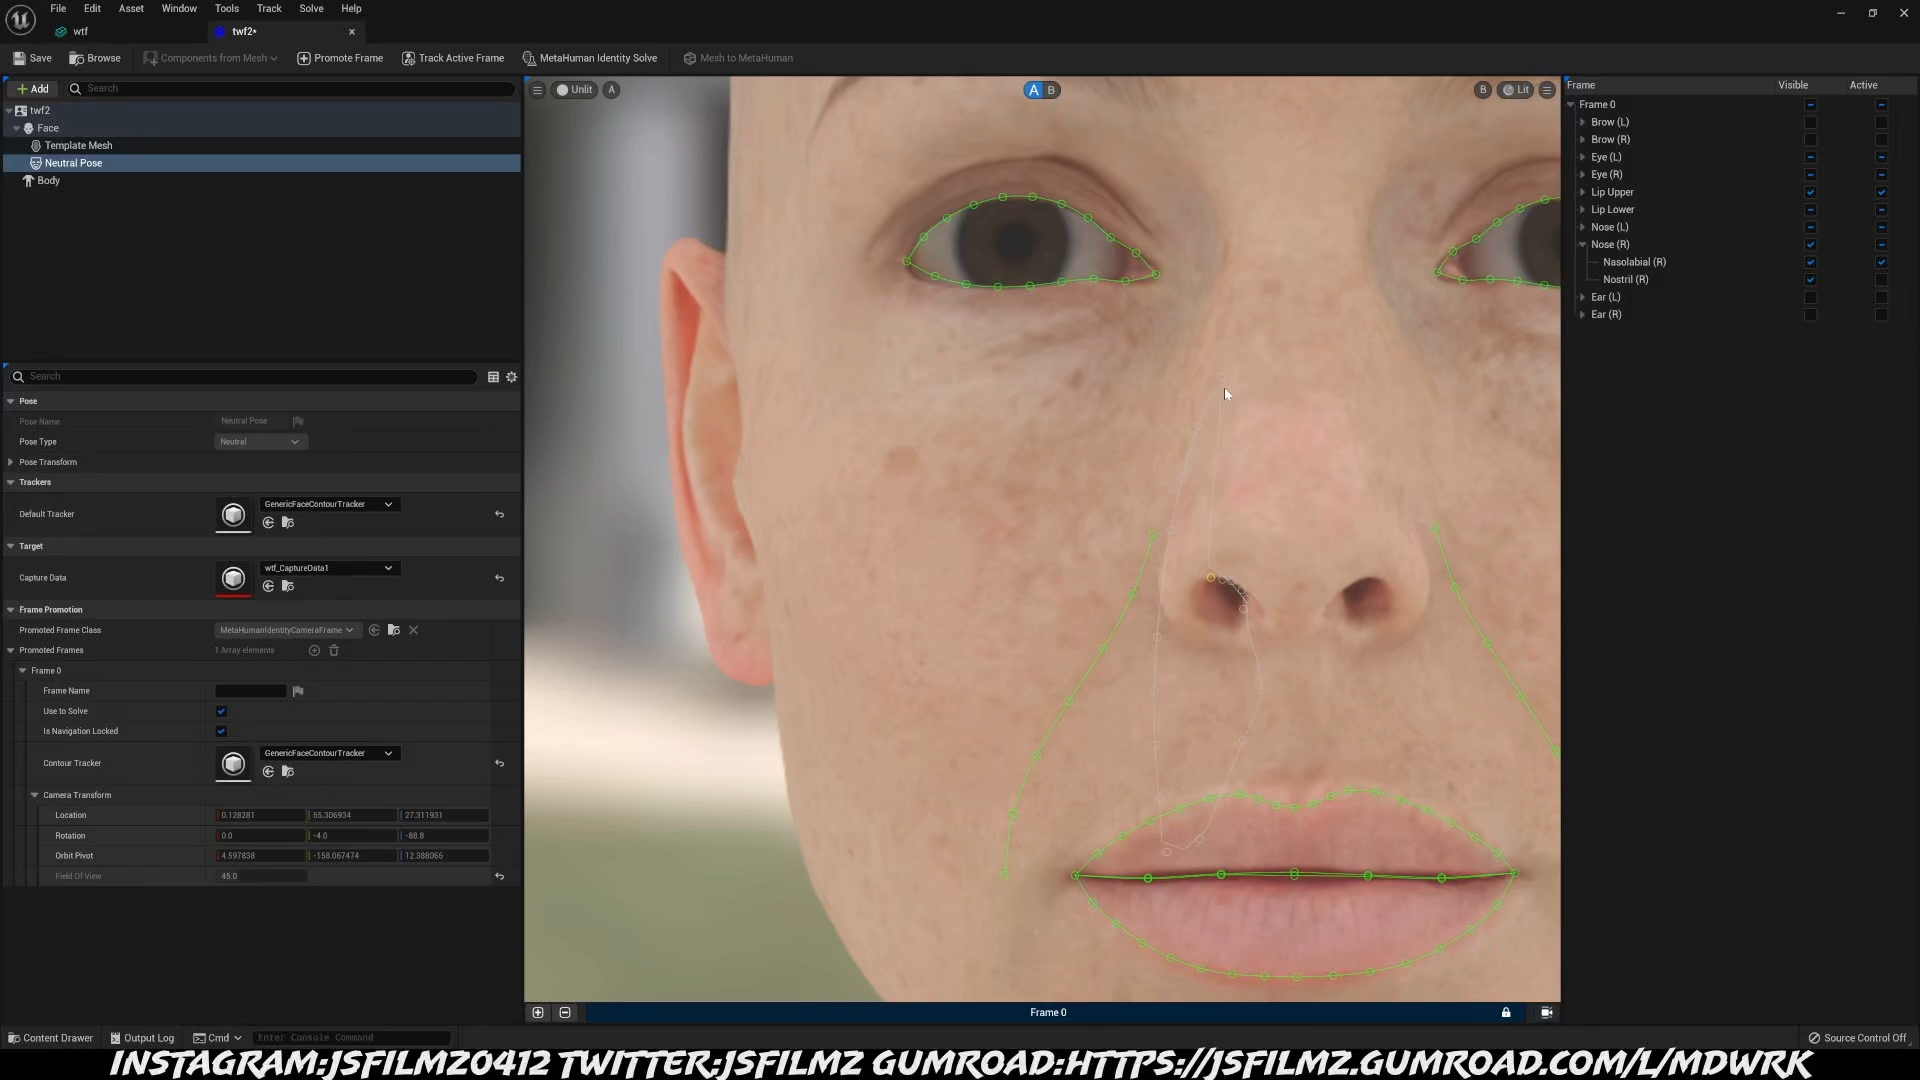 File Edit Asset Window Tools Track Solve Help
wtf
twf2*
Save Browse Components from Mesh Promote Frame Track Active Frame MetaHuman Identity Solve Mesh to MetaHuman
Add Search
twf2
Face
Template Mesh
Neutral Pose
Body
Search
Pose
Pose Name Neutral Pose
Pose Type Neutral
Pose Transform
Trackers
Default Tracker GenericFaceContourTracker
Target
Capture Data wtf_CaptureData1
Frame Promotion
Promoted Frame Class MetaHumanIdentityCameraFrame
Promoted Frames 1 Array elements
Frame 0
Frame Name
Use to Solve
Is Navigation Locked
Contour Tracker GenericFaceContourTracker
Camera Transform
Location 0.128281 55.306934 27.311931
Rotation 0.0 -4.0 -88.8
Orbit Pivot 4.597838 -158.067474 12.388066
Field Of View 45.0
Unlit A
A B
B Lit
Frame 0
Frame Visible Active
Frame 0
Brow (L)
Brow (R)
Eye (L)
Eye (R)
Lip Upper
Lip Lower
Nose (L)
Nose (R)
Nasolabial (R)
Nostril (R)
Ear (L)
Ear (R)
Content Drawer Output Log Cmd Enter Console Command Source Control Off
INSTAGRAM:JSFILMZ0412 TWITTER:JSFILMZ GUMROAD:HTTPS://JSFILMZ.GUMROAD.COM/L/MDWRK